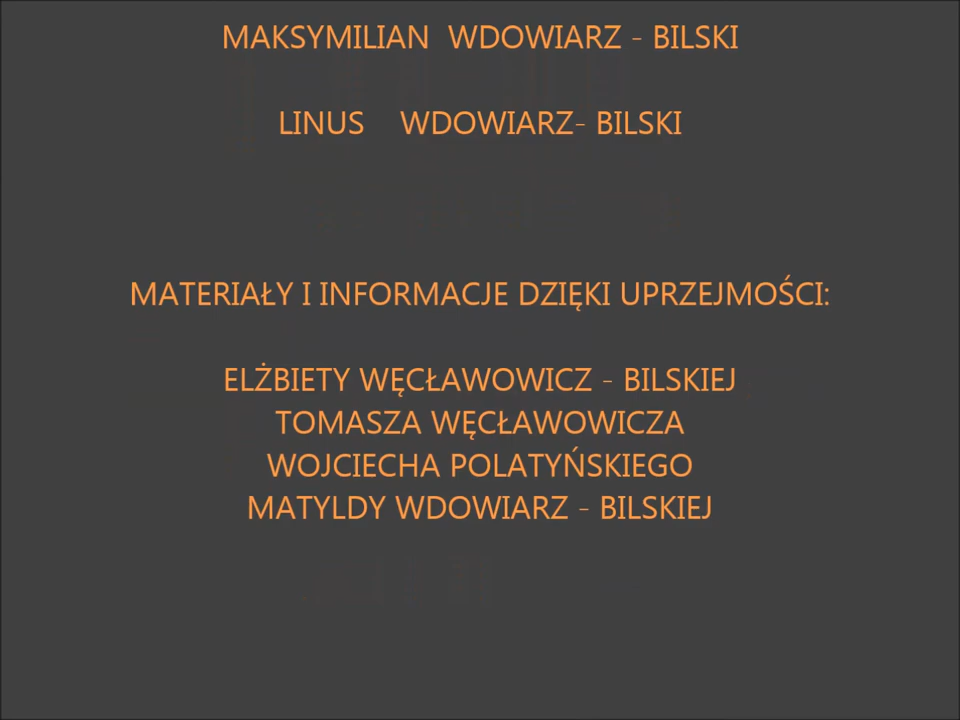 MAKSYMILIAN WDOWIARZ - BILSKI
LINUS WDOWIARZ- BILSKI
MATERIAŁY I INFORMACJE DZIĘKI UPRZEJMOŚCI:
ELŻBIETY WĘCŁAWOWICZ - BILSKIEJ
TOMASZA WĘCŁAWOWICZA
WOJCIECHA POLATYŃSKIEGO
MATYLDY WDOWIARZ - BILSKIEJ